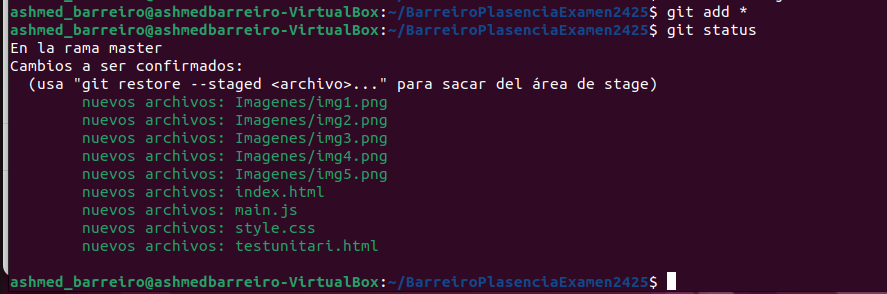 ashmed_barreiro@ashmedbarreiro-VirtualBox:~/BarreiroPlasenciaExamen2425$ git add *
ashmed_barreiro@ashmedbarreiro-VirtualBox:~/BarreiroPlasenciaExamen2425$ git status
En la rama master
Cambios a ser confirmados:
  (usa "git restore --staged <archivo>..." para sacar del área de stage)
        nuevos archivos: Imagenes/img1.png
        nuevos archivos: Imagenes/img2.png
        nuevos archivos: Imagenes/img3.png
        nuevos archivos: Imagenes/img4.png
        nuevos archivos: Imagenes/img5.png
        nuevos archivos: index.html
        nuevos archivos: main.js
        nuevos archivos: style.css
        nuevos archivos: testunitari.html
ashmed_barreiro@ashmedbarreiro-VirtualBox:~/BarreiroPlasenciaExamen2425$